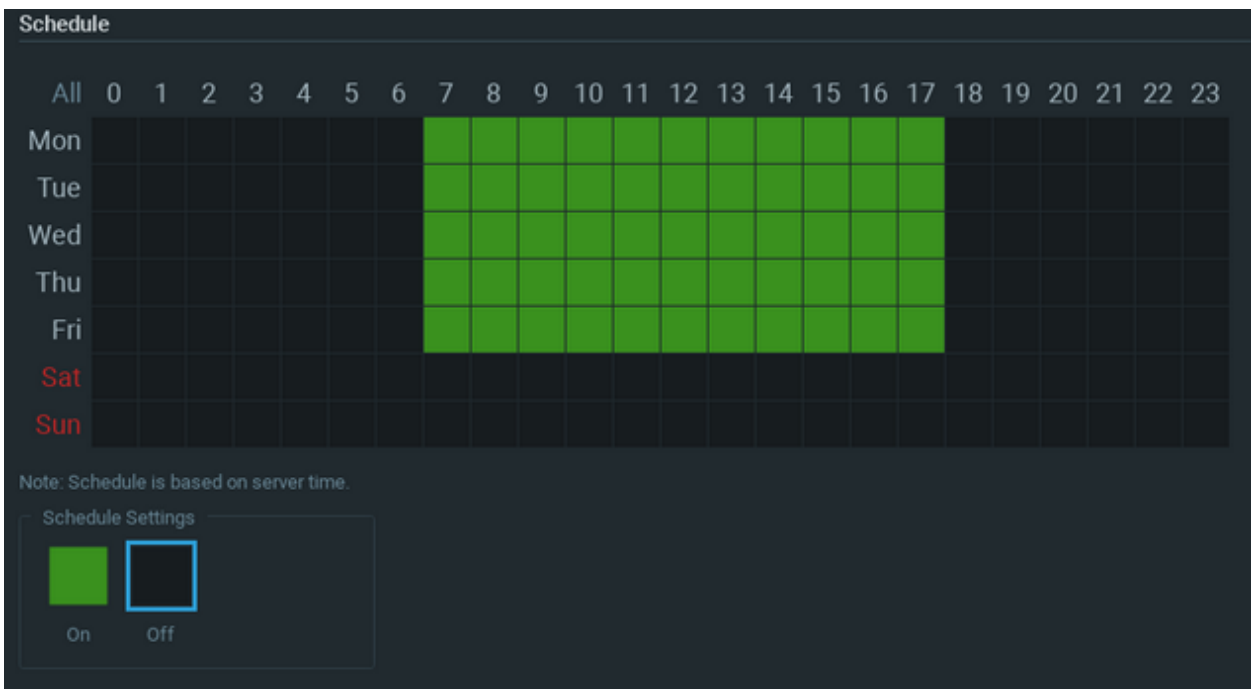 Schedule
All 0 1 2 3 4 5 6 7 8 9 10 11 12 13 14 15 16 17 18 19 20 21 22 23
Mon
Tue
Wed
Thu
Fri
Sat
Sun
Note: Schedule is based on server time.
Schedule Settings
On Off